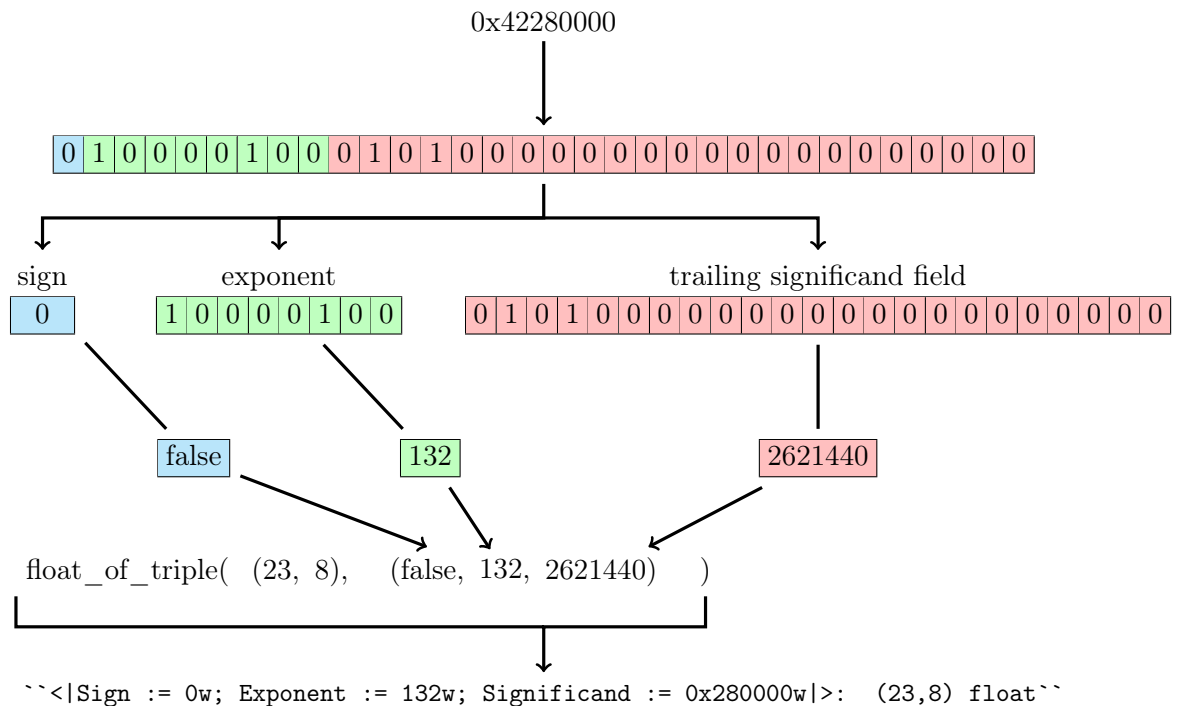 0x42280000
0 1 0 0 0 0 1 0 0 0 1 0 1 0 0 0 0 0 0 0 0 0 0 0 0 0 0 0 0 0 0 0
sign exponent trailing significand field
0 1 0 0 0 0 1 0 0 0 1 0 1 0 0 0 0 0 0 0 0 0 0 0 0 0 0 0 0 0 0 0
false 132 2621440
float_of_triple( (23, 8), (false, 132, 2621440) )
``<|Sign := 0w; Exponent := 132w; Significand := 0x280000w|>: (23,8) float``